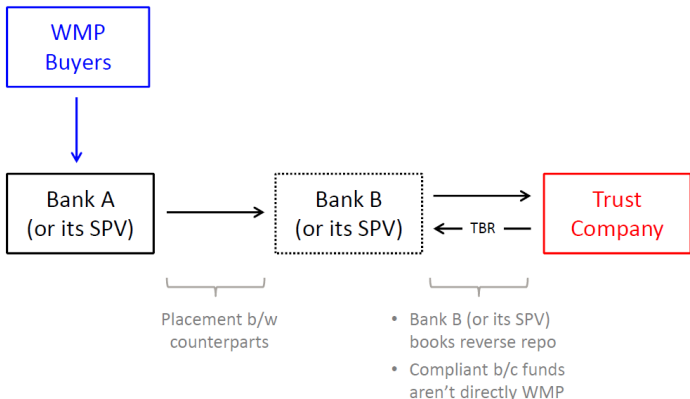 WMP
Buyers
Bank A
(or its SPV)
Bank B
(or its SPV)
TBR
Trust
Company
Placement b/w
counterparts
• Bank B (or its SPV)
books reverse repo
• Compliant b/c funds
aren't directly WMP